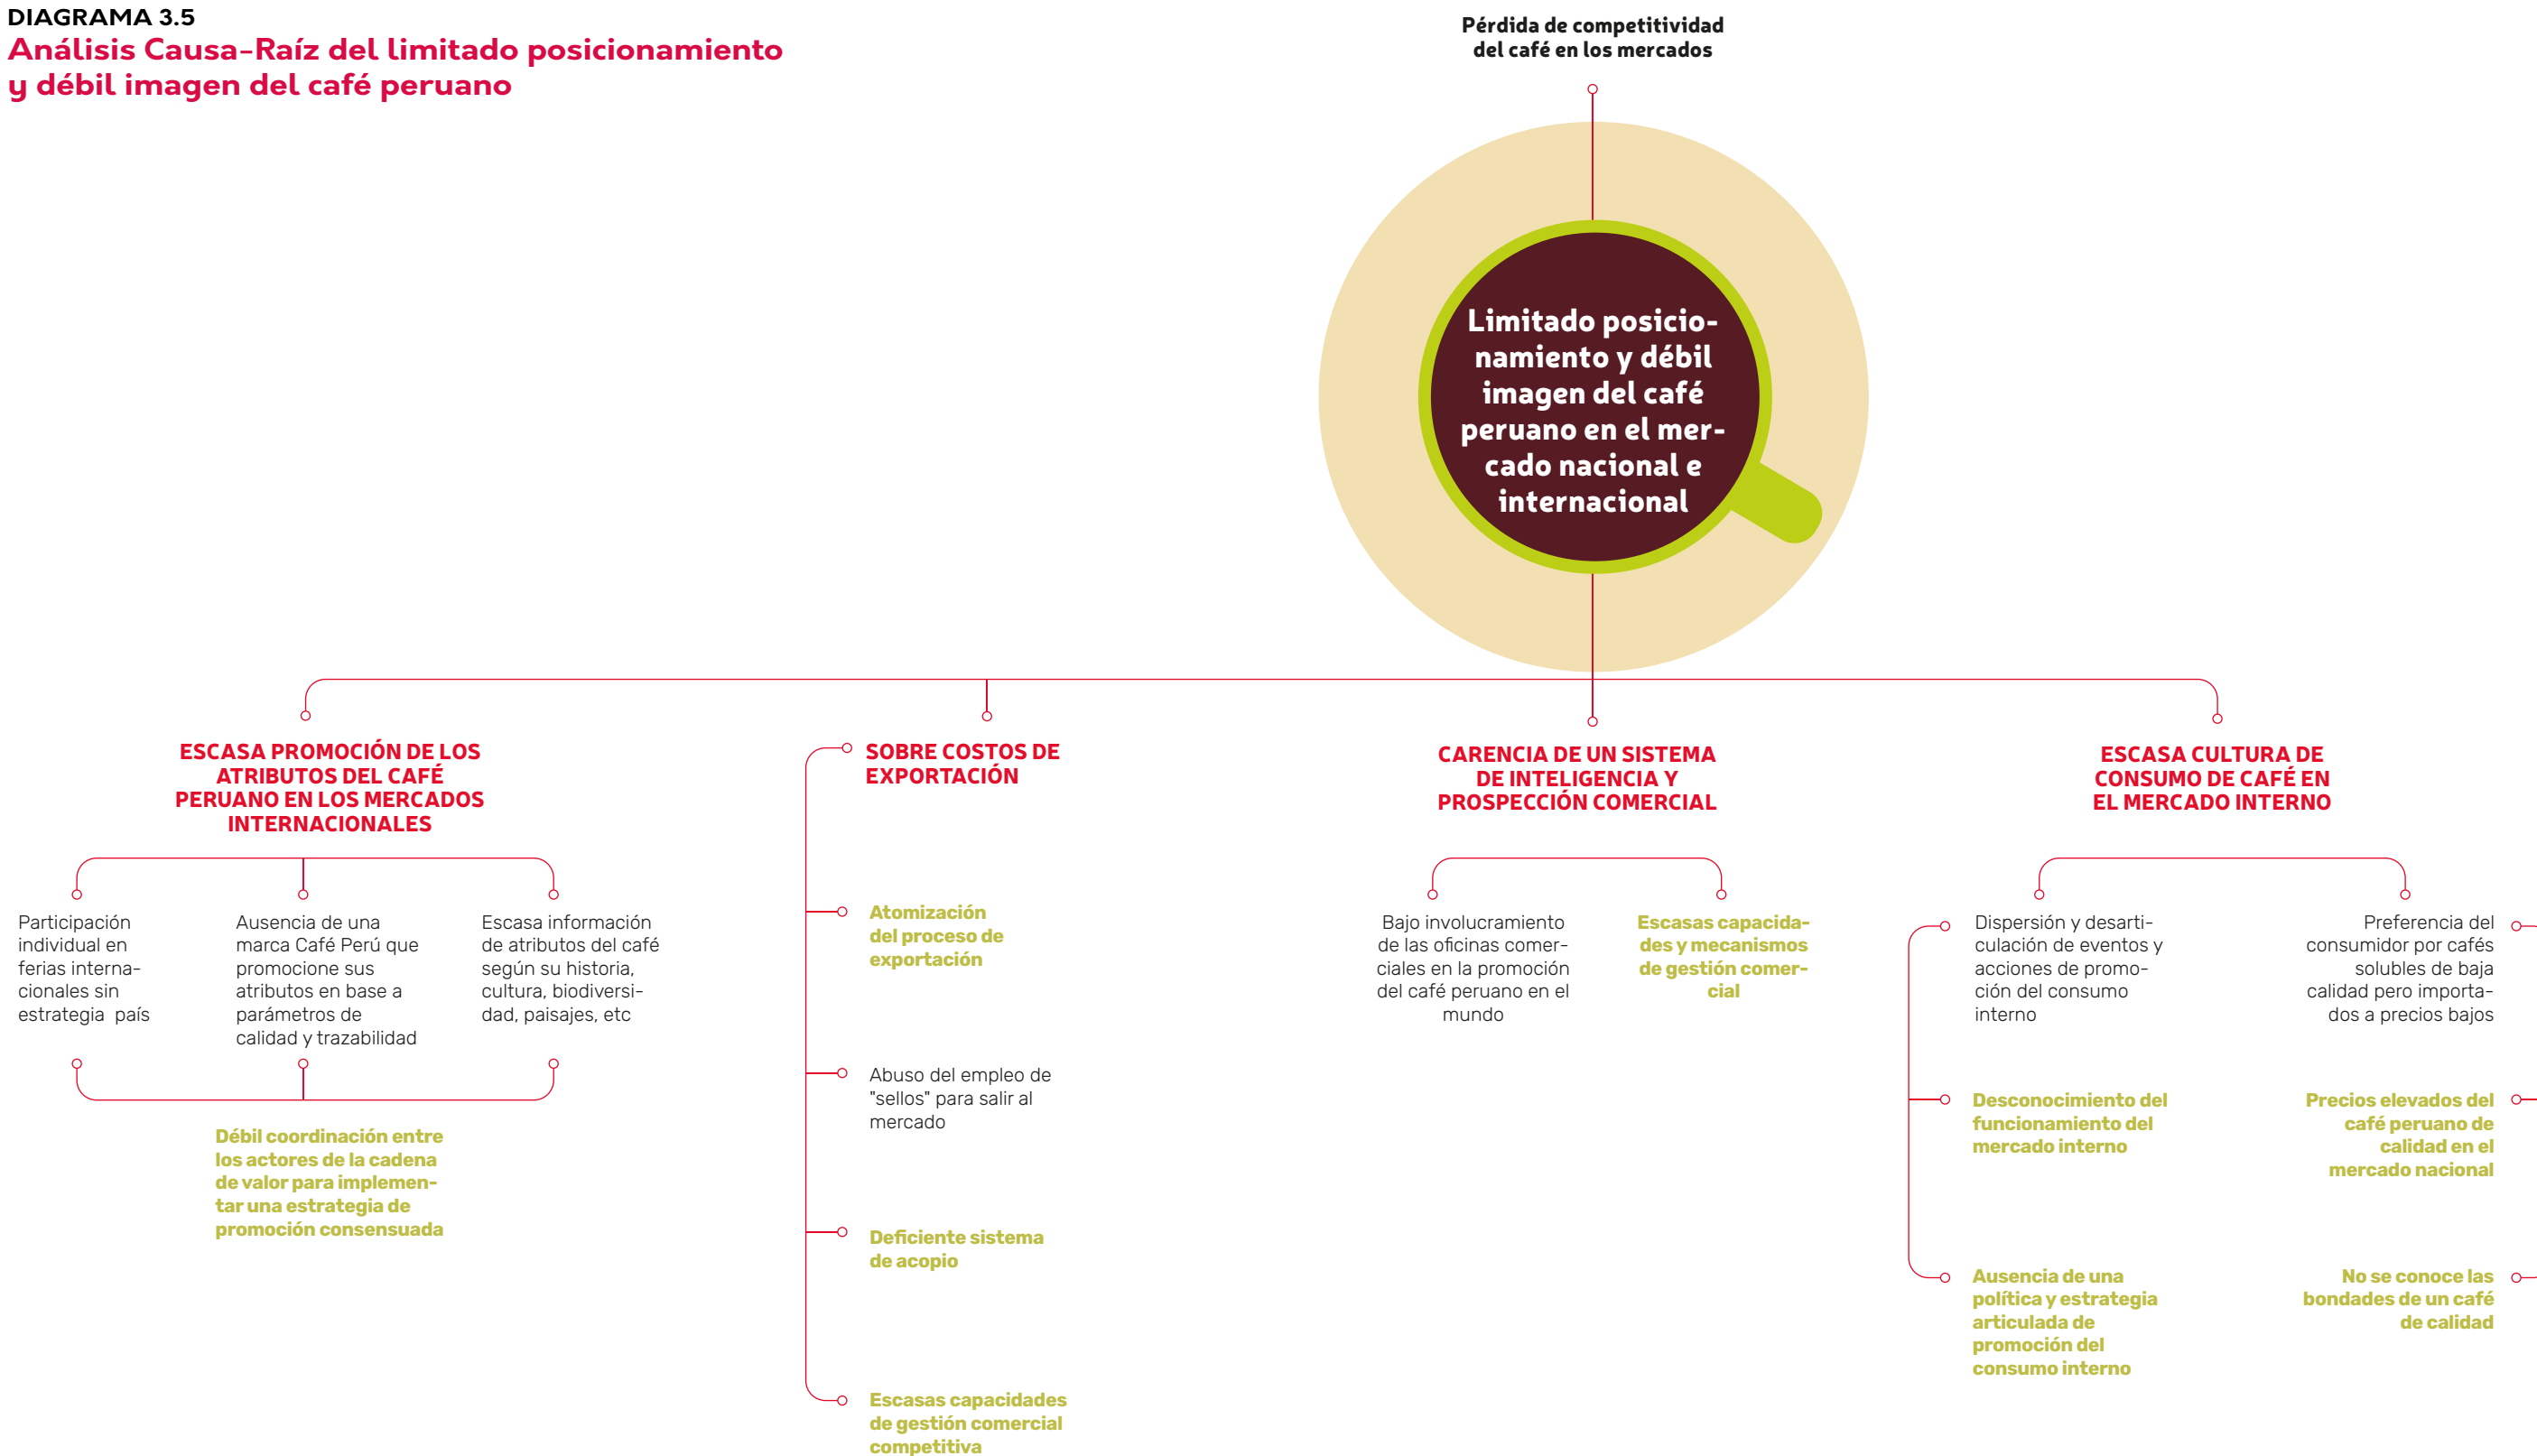 DIAGRAMA 3.5
Análisis Causa-Raíz del limitado posicionamiento
y débil imagen del café peruano
Pérdida de competitividad
del café en los mercados
Limitado posicio-
namiento y débil
imagen del café
peruano en el mer-
cado nacional e
internacional
ESCASA PROMOCIÓN DE LOS
ATRIBUTOS DEL CAFÉ
PERUANO EN LOS MERCADOS
INTERNACIONALES
Participación
individual en
ferias interna-
cionales sin
estrategia país
Ausencia de una
marca Café Perú que
promocione sus
atributos en base a
parámetros de
calidad y trazabilidad
Escasa información
de atributos del café
según su historia,
cultura, biodiversi-
dad, paisajes, etc
Débil coordinación entre
los actores de la cadena
de valor para implemen-
tar una estrategia de
promoción consensuada
SOBRE COSTOS DE
EXPORTACIÓN
Atomización
del proceso de
exportación
Abuso del empleo de
"sellos" para salir al
mercado
Deficiente sistema
de acopio
Escasas capacidades
de gestión comercial
competitiva
CARENCIA DE UN SISTEMA
DE INTELIGENCIA Y
PROSPECCIÓN COMERCIAL
Bajo involucramiento
de las oficinas comer-
ciales en la promoción
del café peruano en el
mundo
Escasas capacida-
des y mecanismos
de gestión comer-
cial
ESCASA CULTURA DE
CONSUMO DE CAFÉ EN
EL MERCADO INTERNO
Dispersión y desarti-
culación de eventos y
acciones de promo-
ción del consumo
interno
Desconocimiento del
funcionamiento del
mercado interno
Ausencia de una
política y estrategia
articulada de
promoción del
consumo interno
Preferencia del
consumidor por cafés
solubles de baja
calidad pero importa-
dos a precios bajos
Precios elevados del
café peruano de
calidad en el
mercado nacional
No se conoce las
bondades de un café
de calidad